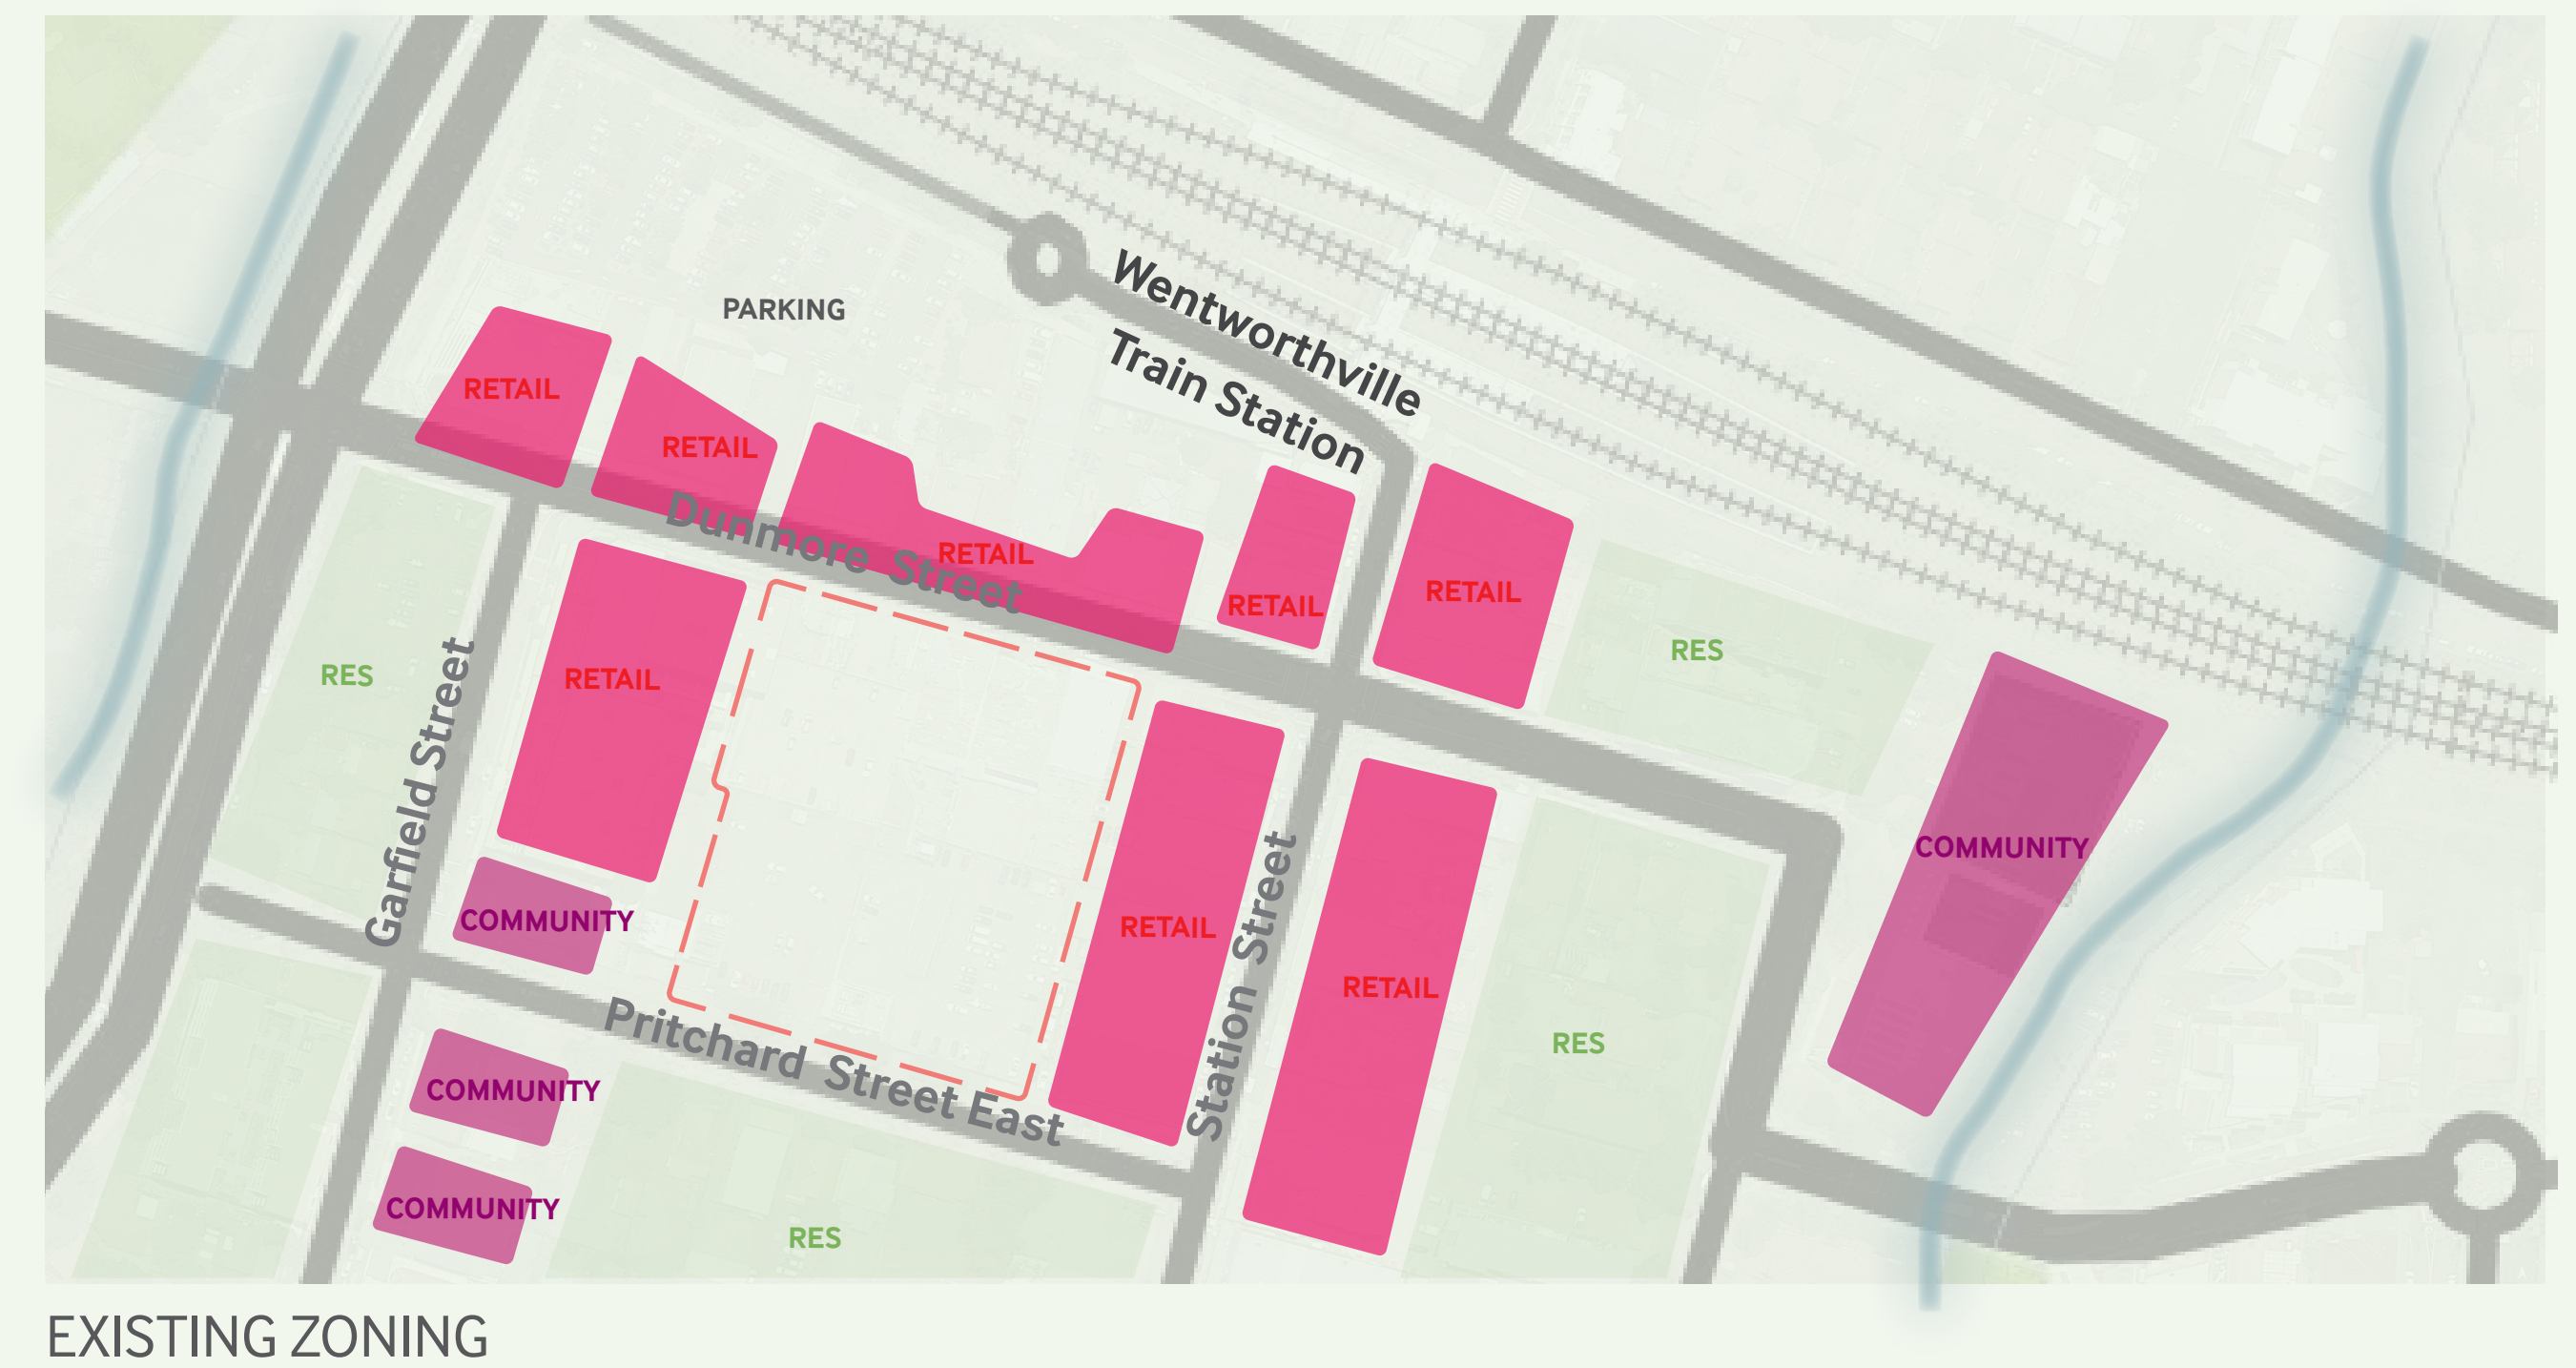 PARKING
Wentworthville
Train Station
RETAIL
RETAIL
Dunmore Street
RETAIL
RETAIL
RETAIL
RES
RES
Garfield Street
RETAIL
COMMUNITY
COMMUNITY
RETAIL
Station Street
RETAIL
Pritchard Street East
RES
COMMUNITY
COMMUNITY
RES
EXISTING ZONING